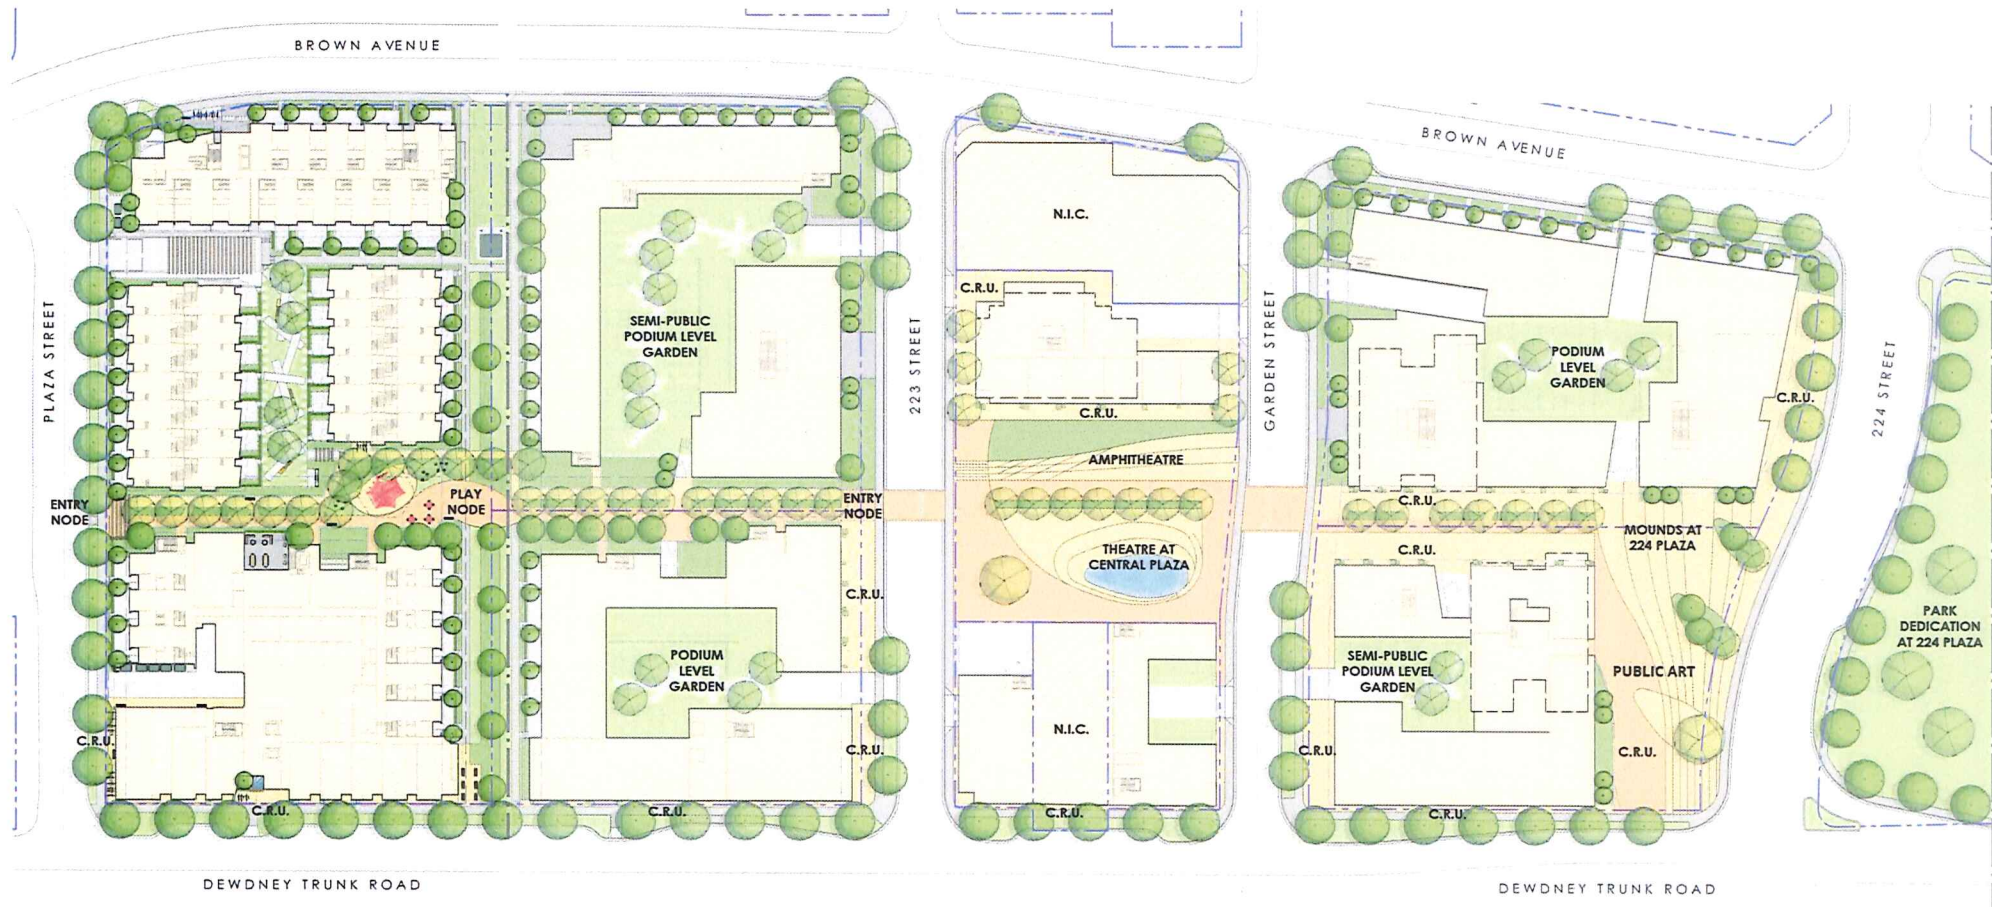 BROWN AVENUE
BROWN AVENUE
N.I.C.
PLAZA STREET
SEMI-PUBLIC
PODIUM LEVEL
GARDEN
223 STREET
C.R.U.
GARDEN STREET
PODIUM
LEVEL
GARDEN
224 STREET
C.R.U.
C.R.U.
AMPHITHEATRE
ENTRY
NODE
PLAY
NODE
ENTRY
NODE
C.R.U.
MOUNDS AT
224 PLAZA
C.R.U.
THEATRE AT
CENTRAL PLAZA
C.R.U.
PARK
DEDICATION
AT 224 PLAZA
PODIUM
LEVEL
GARDEN
SEMI-PUBLIC
PODIUM LEVEL
GARDEN
PUBLIC ART
N.I.C.
C.R.U.
C.R.U.
C.R.U.
C.R.U.
C.R.U.
C.R.U.
C.R.U.
C.R.U.
DEWDNEY TRUNK ROAD
DEWDNEY TRUNK ROAD